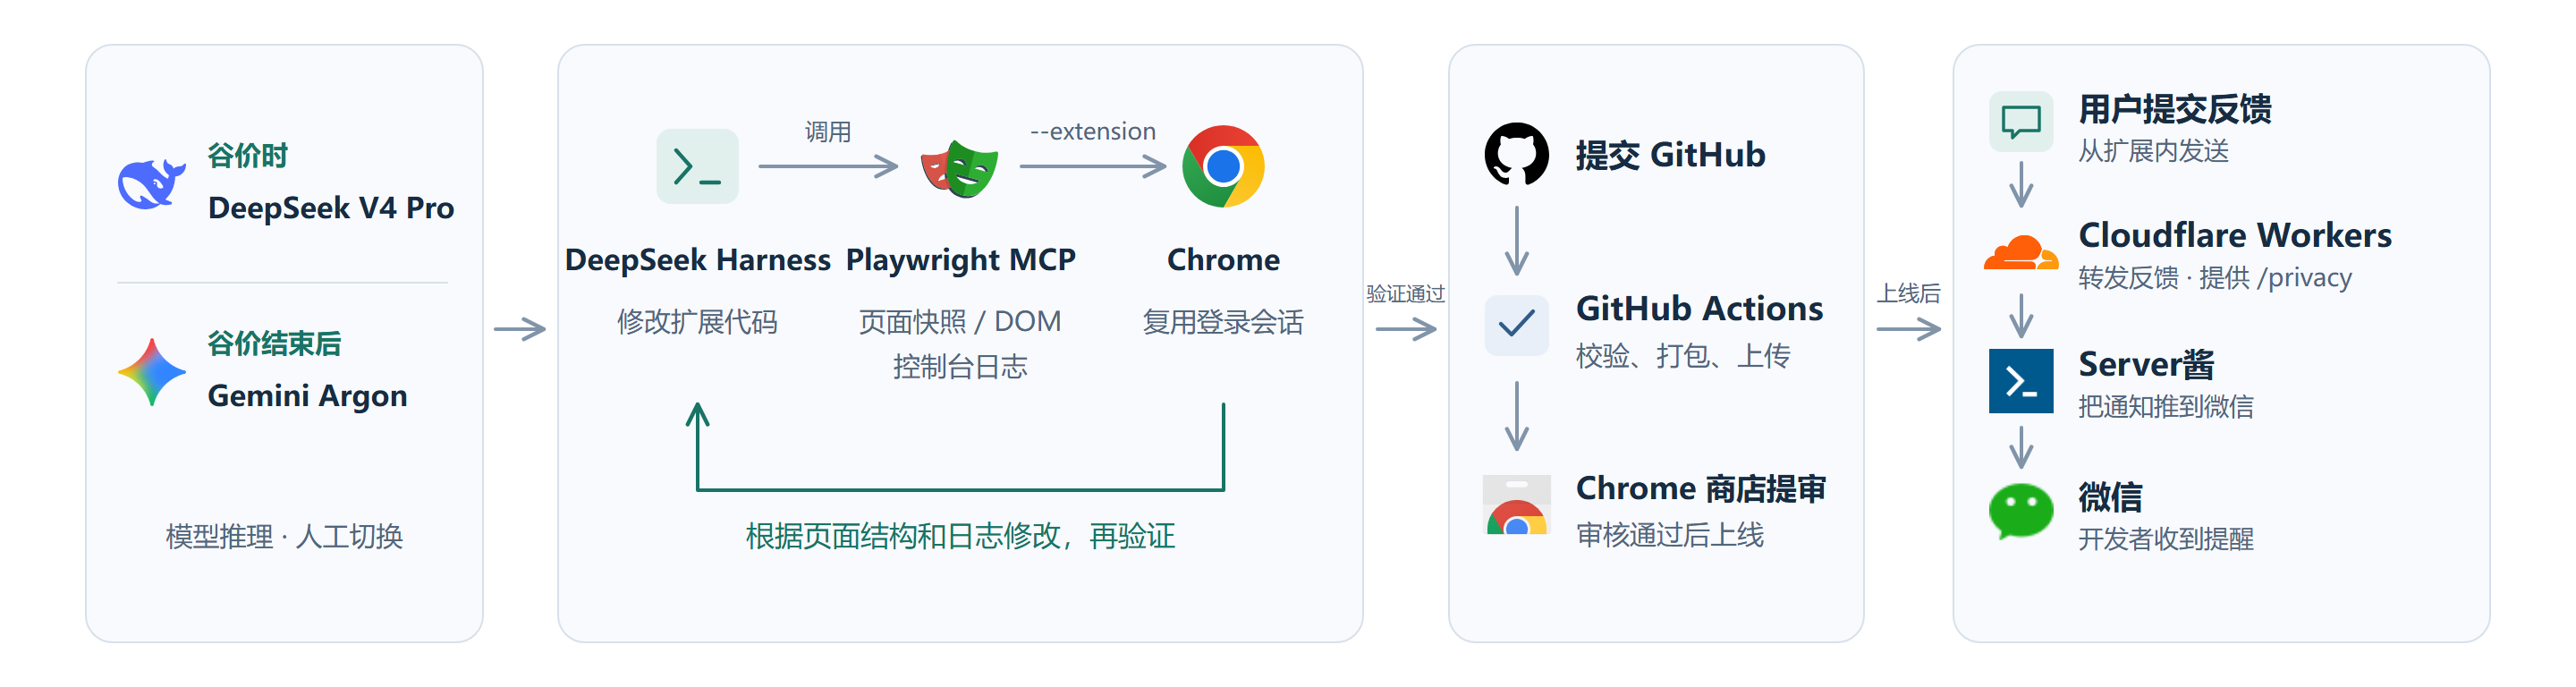 谷价时
DeepSeek V4 Pro
谷价结束后
Gemini Argon
模型推理 · 人工切换
调用
--extension
DeepSeek Harness
Playwright MCP
Chrome
修改扩展代码
页面快照 / DOM
控制台日志
复用登录会话
根据页面结构和日志修改，再验证
验证通过
提交 GitHub
GitHub Actions
校验、打包、上传
Chrome 商店提审
审核通过后上线
上线后
用户提交反馈
从扩展内发送
Cloudflare Workers
转发反馈 · 提供 /privacy
Server酱
把通知推到微信
微信
开发者收到提醒